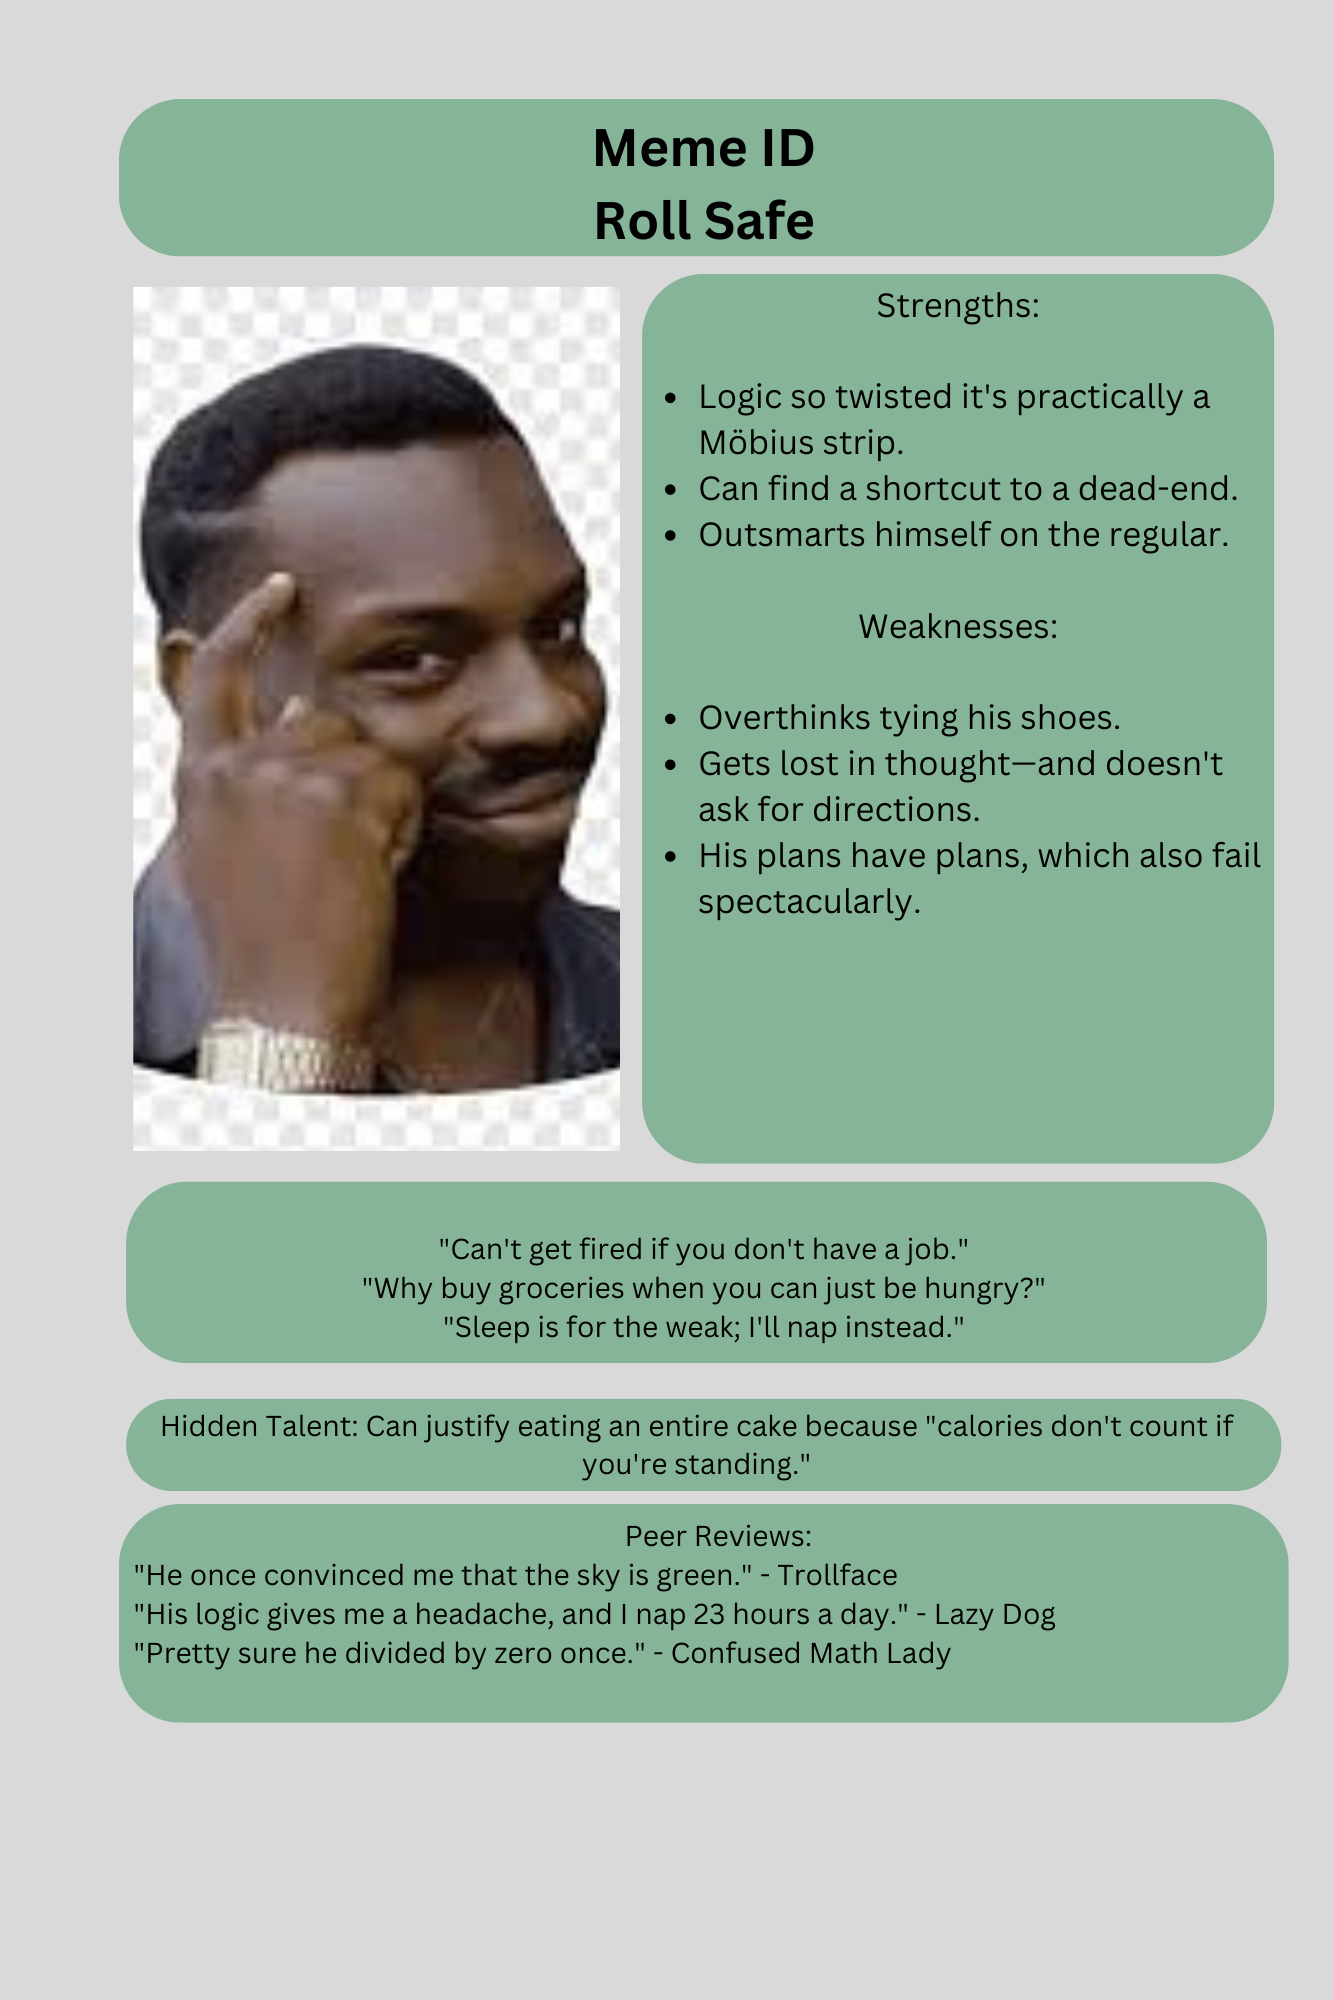 Meme ID
Roll Safe
Strengths:
• Logic so twisted it's practically a
Möbius strip.
• Can find a shortcut to a dead-end.
• Outsmarts himself on the regular.
Weaknesses:
• Overthinks tying his shoes.
• Gets lost in thought—and doesn't
ask for directions.
• His plans have plans, which also fail
spectacularly.
"Can't get fired if you don't have a job."
"Why buy groceries when you can just be hungry?"
"Sleep is for the weak; I'll nap instead."
Hidden Talent: Can justify eating an entire cake because "calories don't count if
you're standing."
Peer Reviews:
"He once convinced me that the sky is green." - Trollface
"His logic gives me a headache, and I nap 23 hours a day." - Lazy Dog
"Pretty sure he divided by zero once." - Confused Math Lady